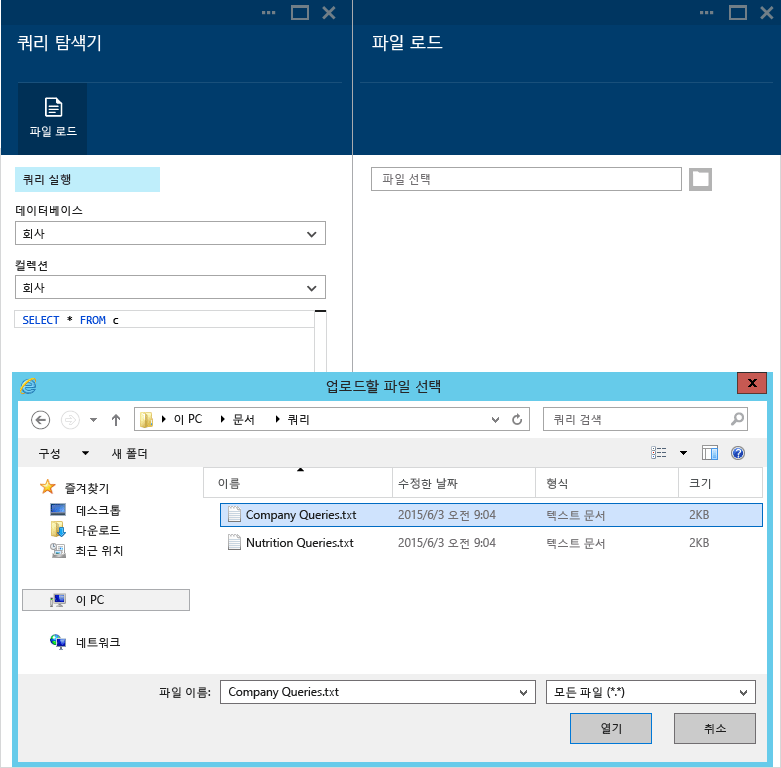 쿼리 탐색기
파일 로드
쿼리 실행
데이터베이스
회사
컬렉션
회사
SELECT * FROM c
파일 로드
파일 선택
업로드할 파일 선택
이 PC 문서 쿼리
쿼리 검색
구성 새 폴더
즐겨찾기
데스크톱
다운로드
최근 위치
이 PC
네트워크
이름 수정한 날짜 형식 크기
Company Queries.txt 2015/6/3 오전 9:04 텍스트 문서 2KB
Nutrition Queries.txt 2015/6/3 오전 9:04 텍스트 문서 2KB
파일 이름: Company Queries.txt 모든 파일 (*.*)
열기 취소